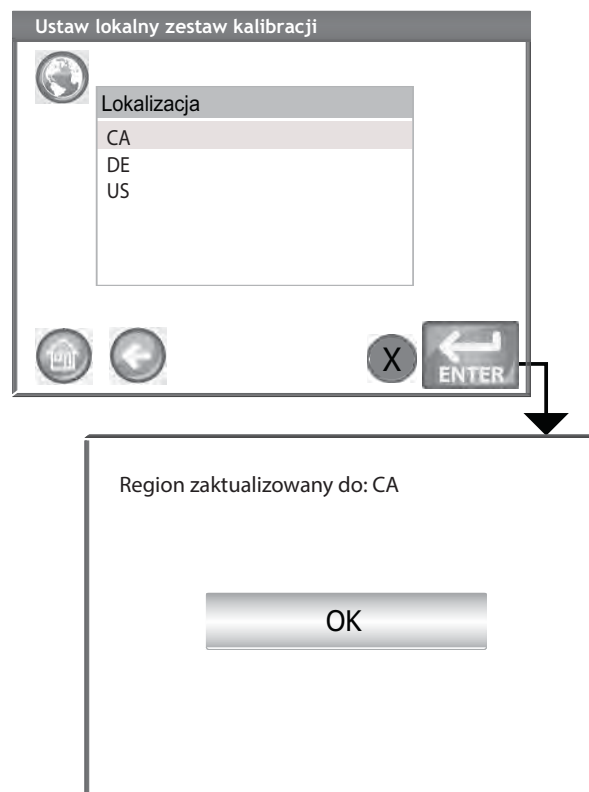 Ustaw lokalny zestaw kalibracji
Lokalizacja
CA
DE
US
X
ENTER
Region zaktualizowany do: CA
OK